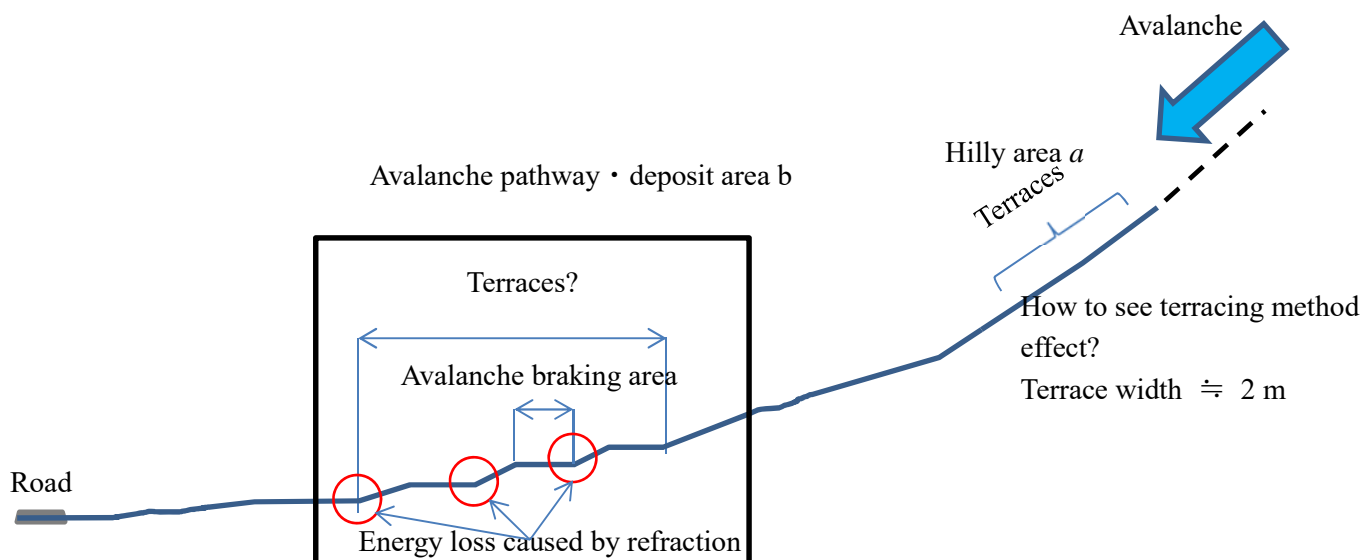 Avalanche
Hilly area a
Terraces
Avalanche pathway・deposit area b
Terraces?
How to see terracing method
effect?
Terrace width ≒ 2 m
Avalanche braking area
Road
Energy loss caused by refraction